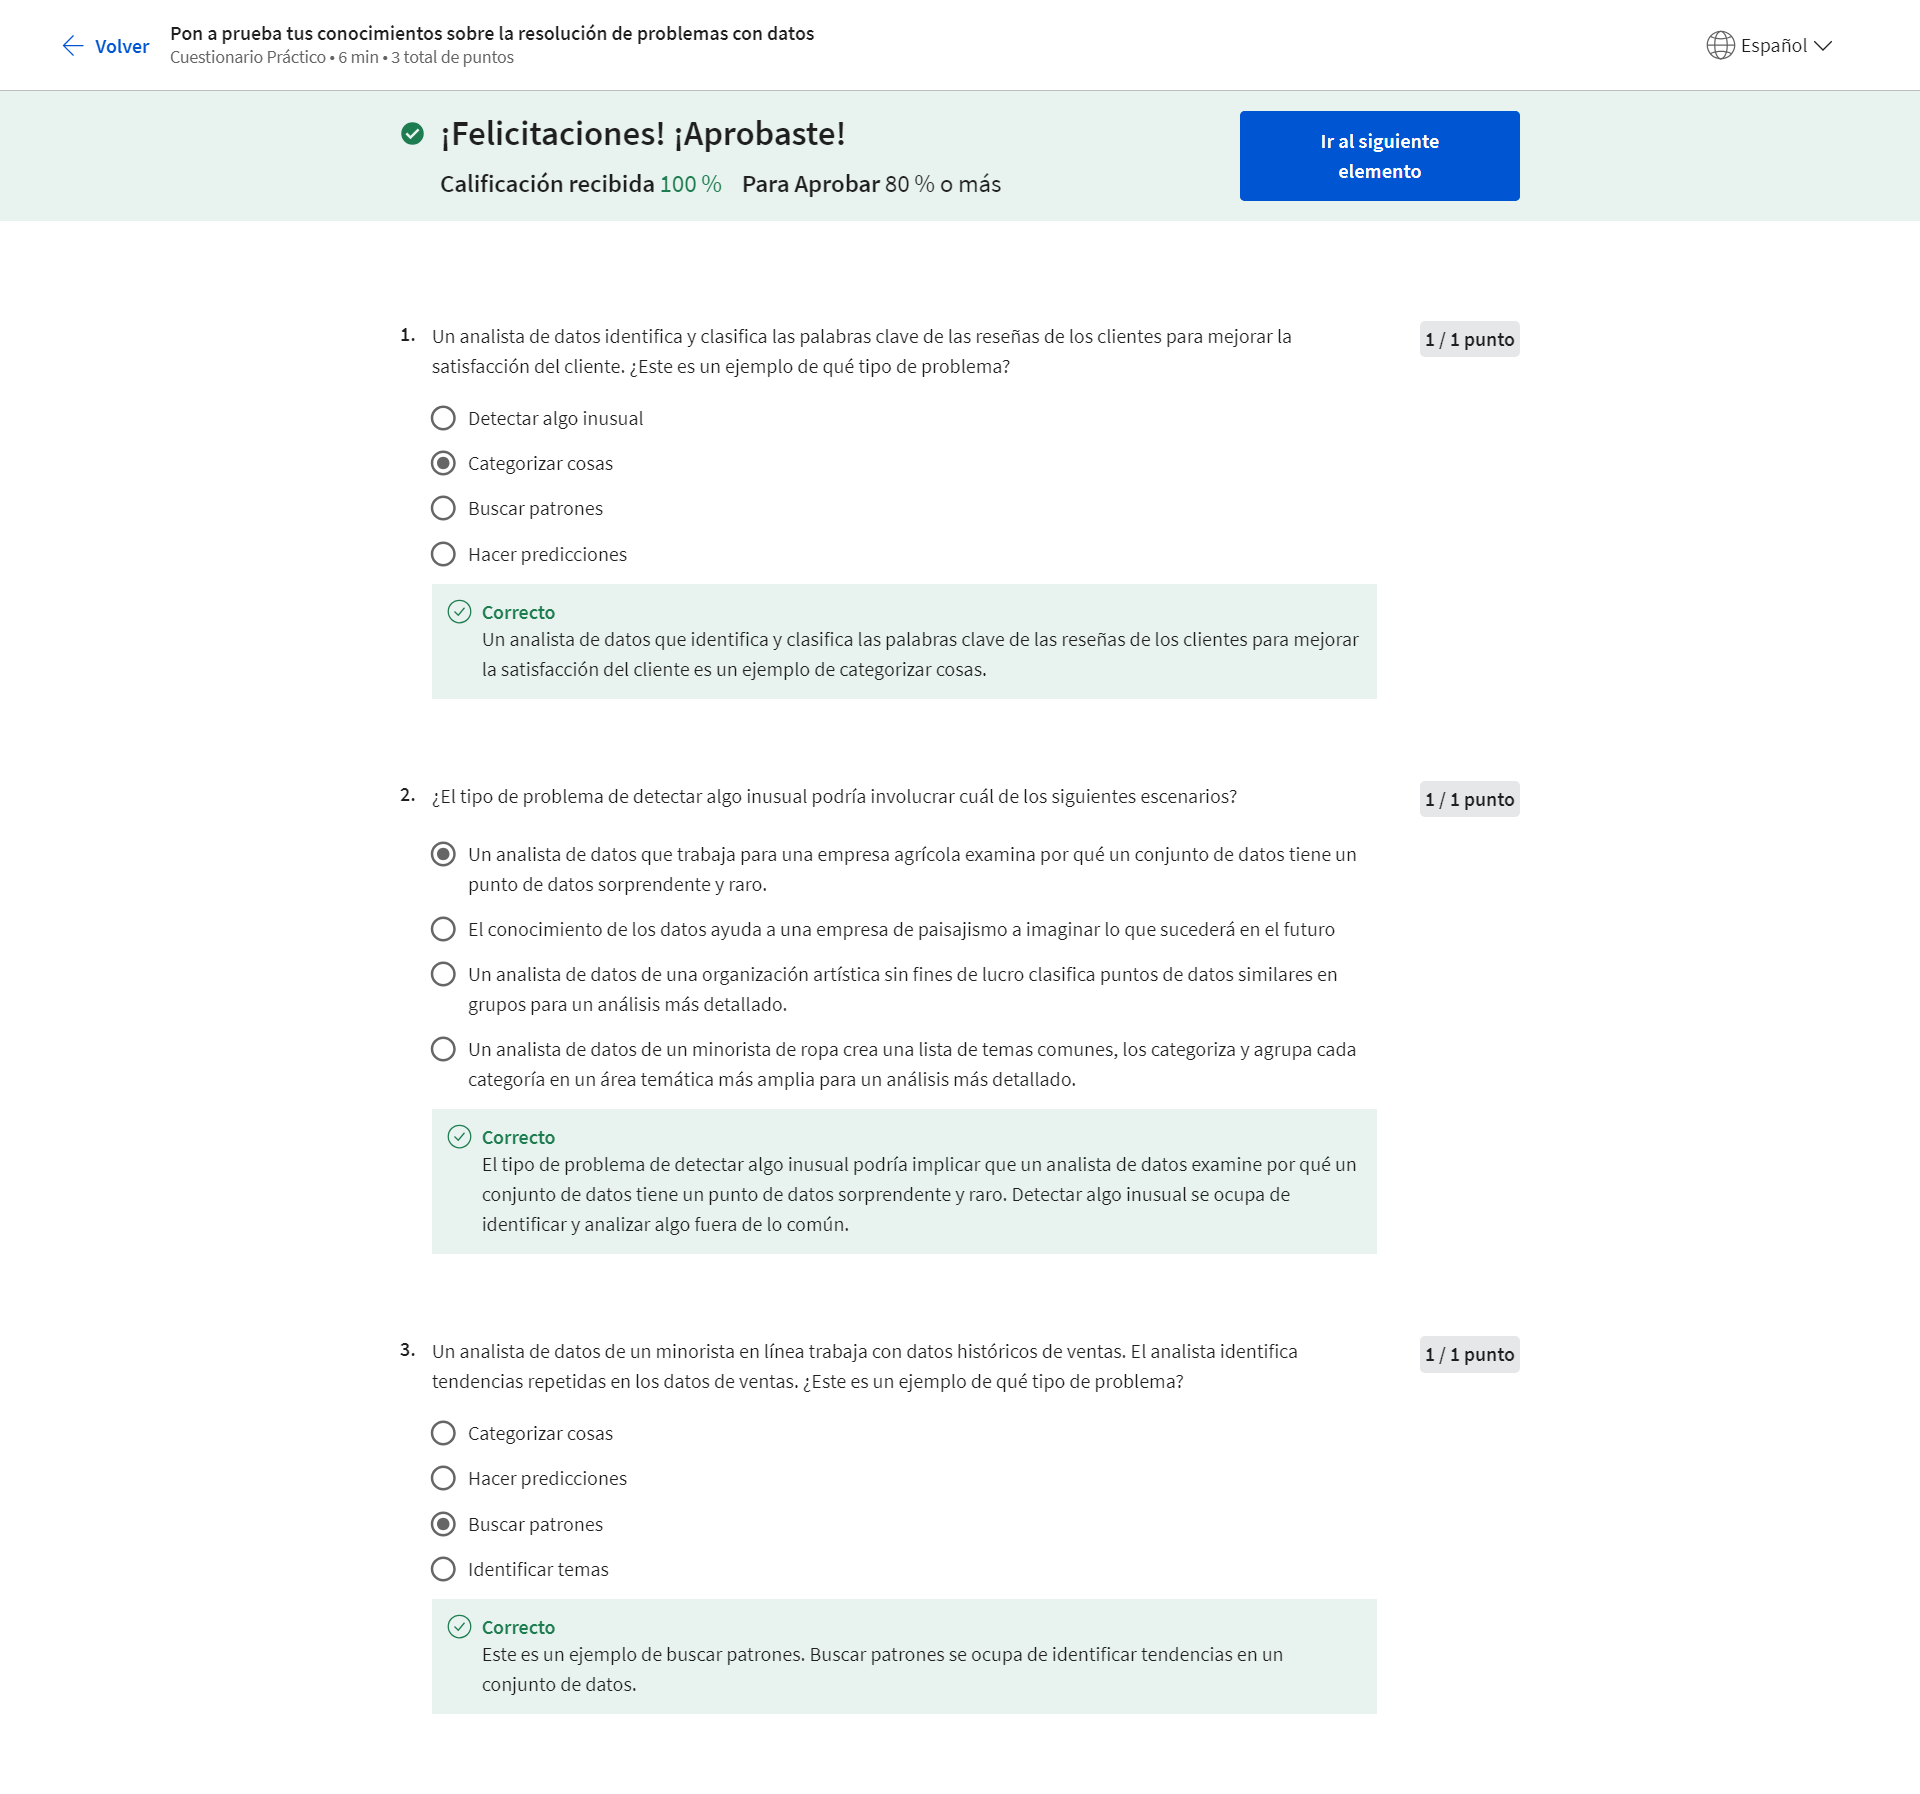 Volver
Pon a prueba tus conocimientos sobre la resolución de problemas con datos
Cuestionario Práctico • 6 min • 3 total de puntos
Español
¡Felicitaciones! ¡Aprobaste!
Calificación recibida 100 % Para Aprobar 80 % o más
Ir al siguiente
elemento
1. Un analista de datos identifica y clasifica las palabras clave de las reseñas de los clientes para mejorar la
satisfacción del cliente. ¿Este es un ejemplo de qué tipo de problema?
1 / 1 punto
Detectar algo inusual
Categorizar cosas
Buscar patrones
Hacer predicciones
Correcto
Un analista de datos que identifica y clasifica las palabras clave de las reseñas de los clientes para mejorar
la satisfacción del cliente es un ejemplo de categorizar cosas.
2. ¿El tipo de problema de detectar algo inusual podría involucrar cuál de los siguientes escenarios?
1 / 1 punto
Un analista de datos que trabaja para una empresa agrícola examina por qué un conjunto de datos tiene un
punto de datos sorprendente y raro.
El conocimiento de los datos ayuda a una empresa de paisajismo a imaginar lo que sucederá en el futuro
Un analista de datos de una organización artística sin fines de lucro clasifica puntos de datos similares en
grupos para un análisis más detallado.
Un analista de datos de un minorista de ropa crea una lista de temas comunes, los categoriza y agrupa cada
categoría en un área temática más amplia para un análisis más detallado.
Correcto
El tipo de problema de detectar algo inusual podría implicar que un analista de datos examine por qué un
conjunto de datos tiene un punto de datos sorprendente y raro. Detectar algo inusual se ocupa de
identificar y analizar algo fuera de lo común.
3. Un analista de datos de un minorista en línea trabaja con datos históricos de ventas. El analista identifica
tendencias repetidas en los datos de ventas. ¿Este es un ejemplo de qué tipo de problema?
1 / 1 punto
Categorizar cosas
Hacer predicciones
Buscar patrones
Identificar temas
Correcto
Este es un ejemplo de buscar patrones. Buscar patrones se ocupa de identificar tendencias en un
conjunto de datos.